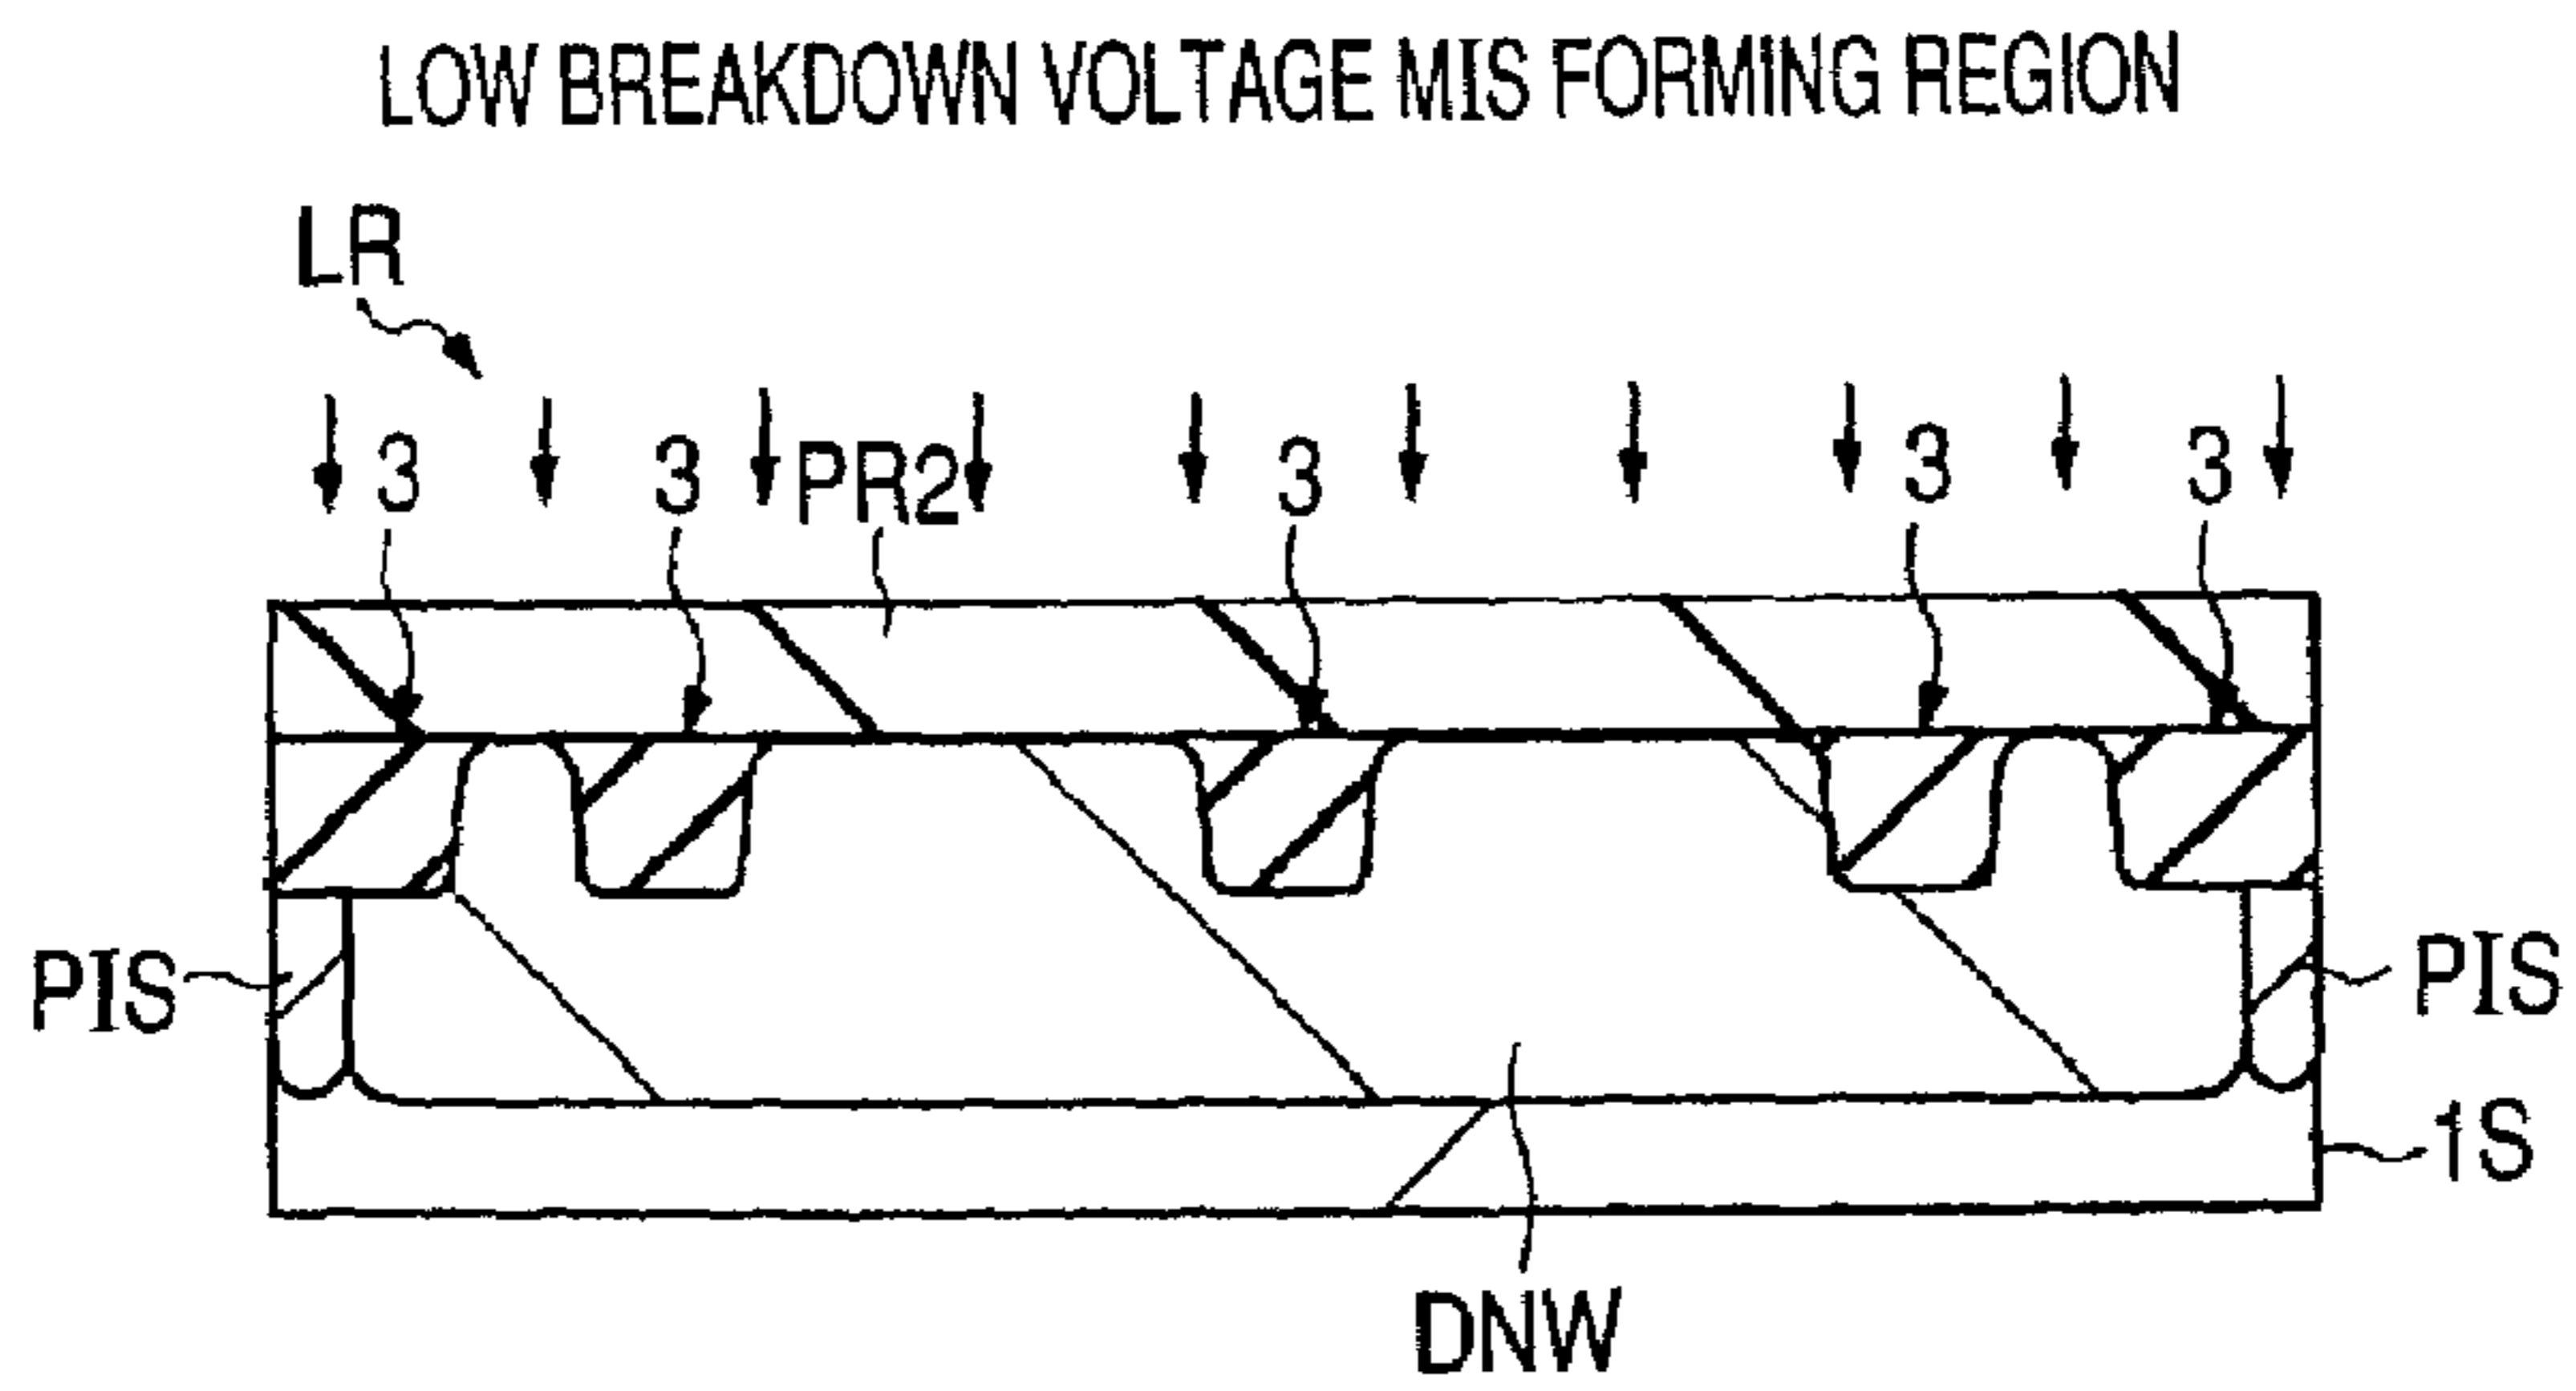 LOW BREAKDOWN VOLTAGE MIS FORMING REGION
LR
3 3 PR2 3 3 3
PIS PIS
1S
DNW